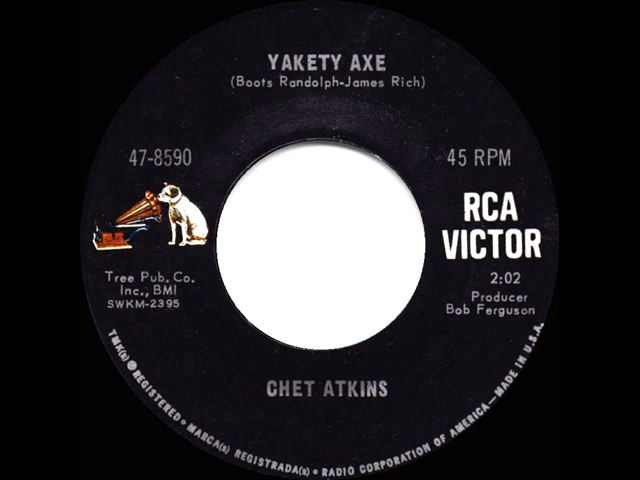 YAKETY AXE
(Boots Randolph-James Rich)
47-8590
45 RPM
RCA
VICTOR
Tree Pub. Co.
Inc., BMI
SWKM-2395
2:02
Producer
Bob Ferguson
CHET ATKINS
TMK(s) ® REGISTERED • MARCA(s) REGISTRADA(s) • RADIO CORPORATION OF AMERICA—MADE IN U.S.A.